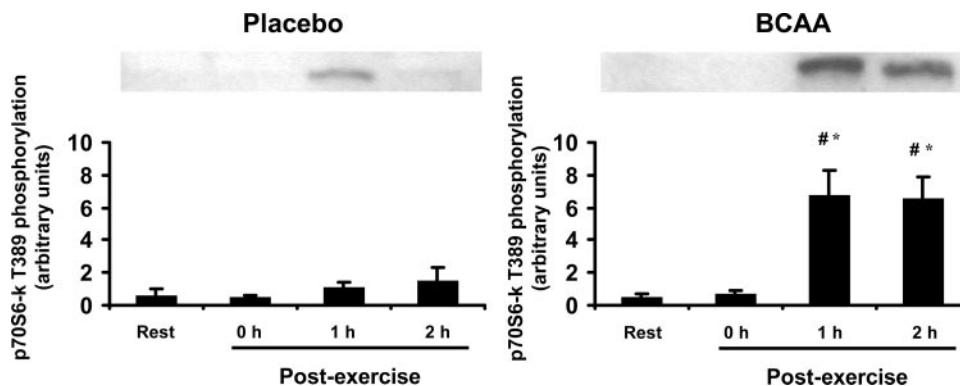 Placebo
p70S6-k T389 phosphorylation
(arbitrary units)
10
8
6
4
2
0
Rest
0 h
1 h
2 h
Post-exercise
BCAA
p70S6-k T389 phosphorylation
(arbitrary units)
10
8
6
4
2
0
# *
# *
Rest
0 h
1 h
2 h
Post-exercise